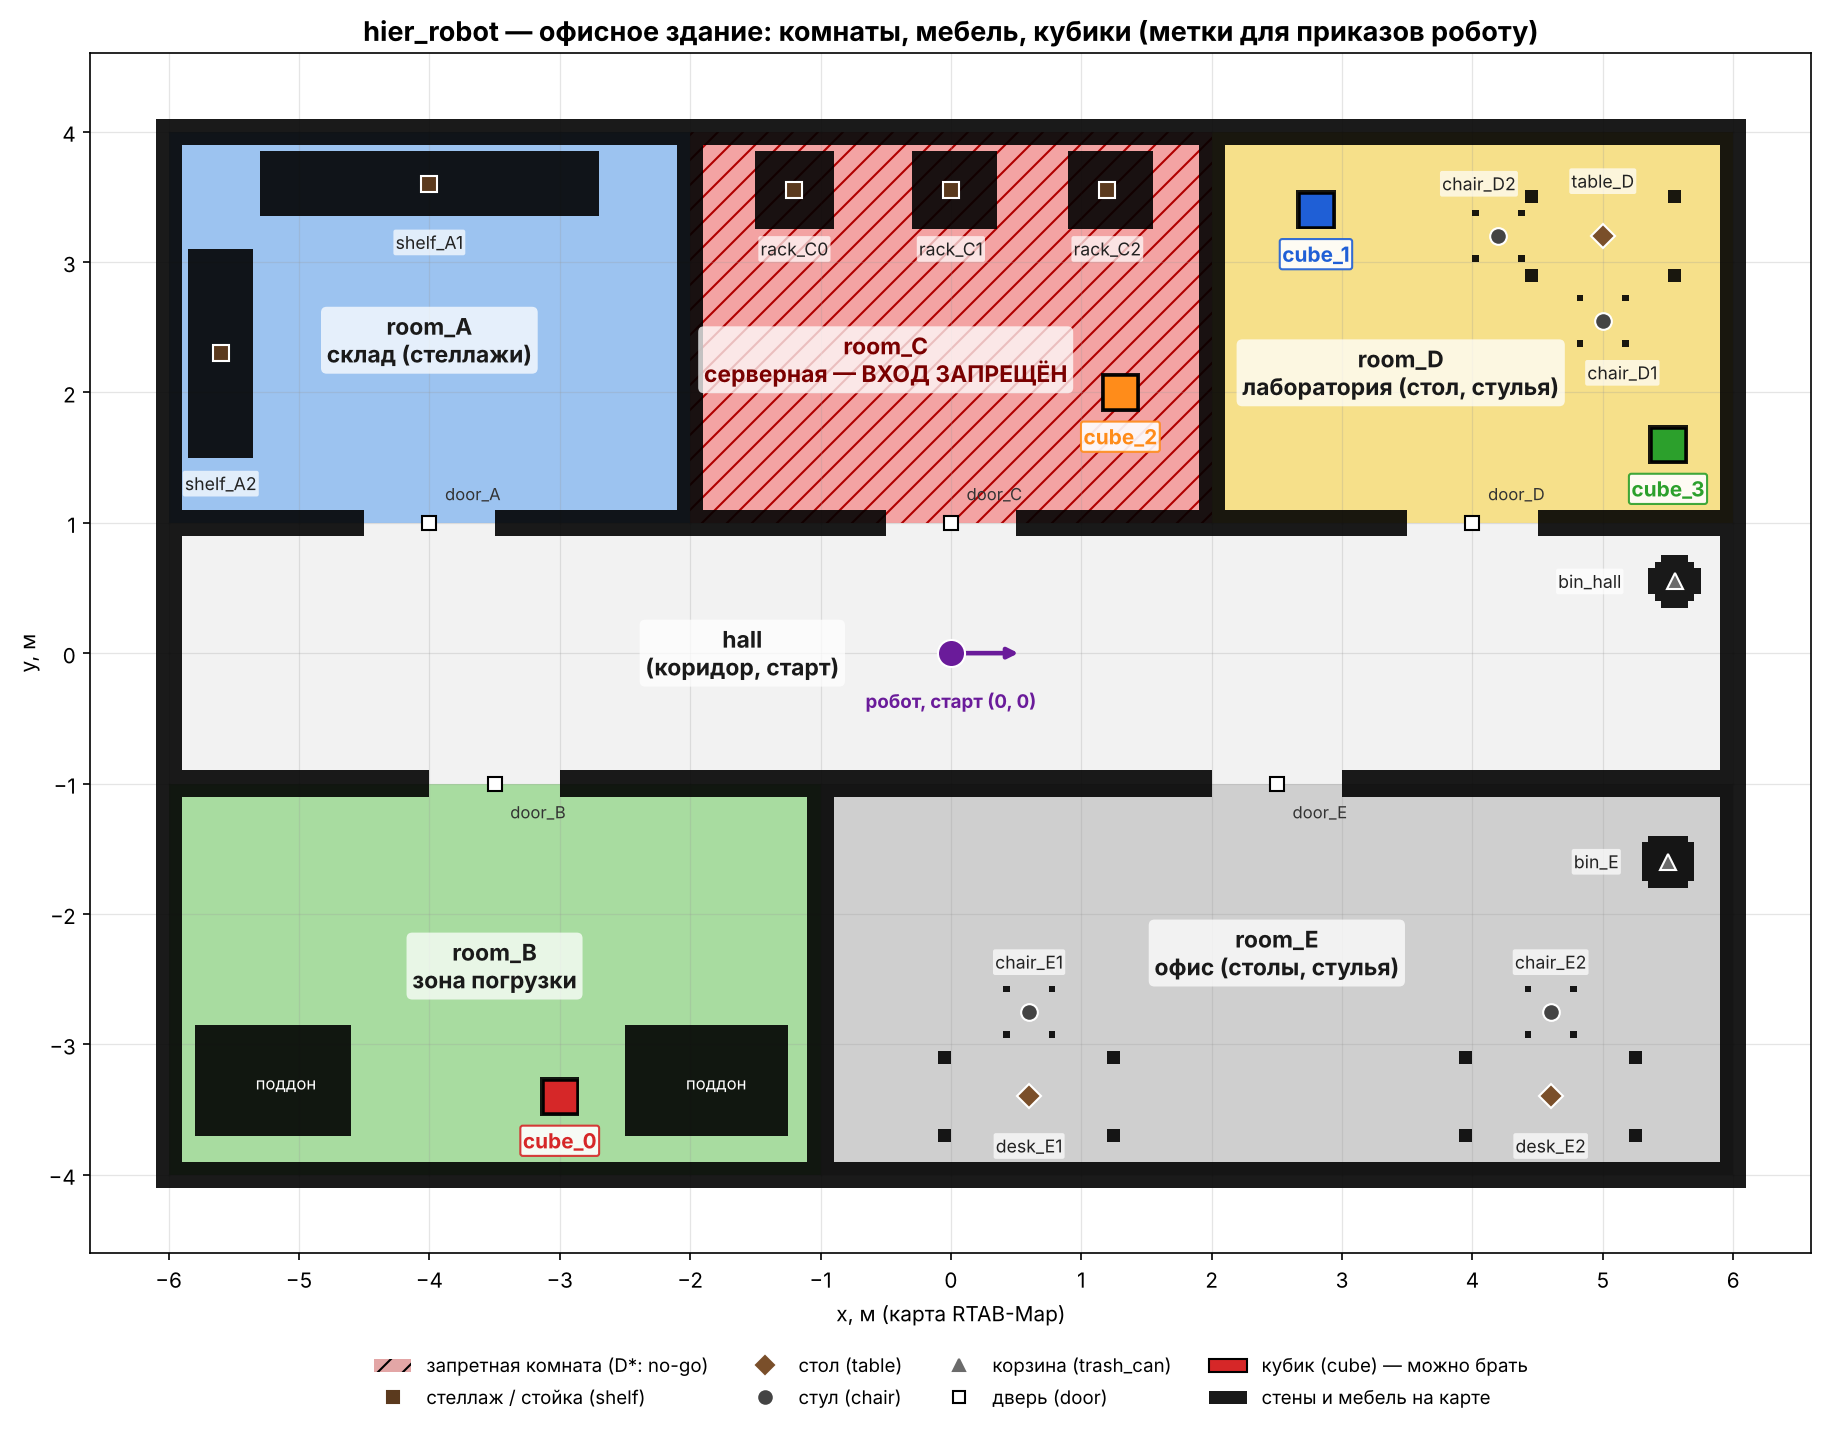 hier_robot — офисное здание: комнаты, мебель, кубики (метки для приказов роботу)
4
3
2
1
0
−1
−2
−3
−4
y, м
shelf_A1
room_A
склад (стеллажи)
shelf_A2
door_A
rack_C0
rack_C1
rack_C2
room_C
серверная — ВХОД ЗАПРЕЩЁН
cube_2
door_C
cube_1
chair_D2
table_D
room_D
лаборатория (стол, стулья)
chair_D1
cube_3
door_D
bin_hall
hall
(коридор, старт)
робот, старт (0, 0)
door_B
door_E
room_B
зона погрузки
поддон
поддон
cube_0
bin_E
room_E
офис (столы, стулья)
chair_E1
chair_E2
desk_E1
desk_E2
−6
−5
−4
−3
−2
−1
0
1
2
3
4
5
6
x, м (карта RTAB-Map)
запретная комната (D*: no-go)
стол (table)
корзина (trash_can)
кубик (cube) — можно брать
стеллаж / стойка (shelf)
стул (chair)
дверь (door)
стены и мебель на карте